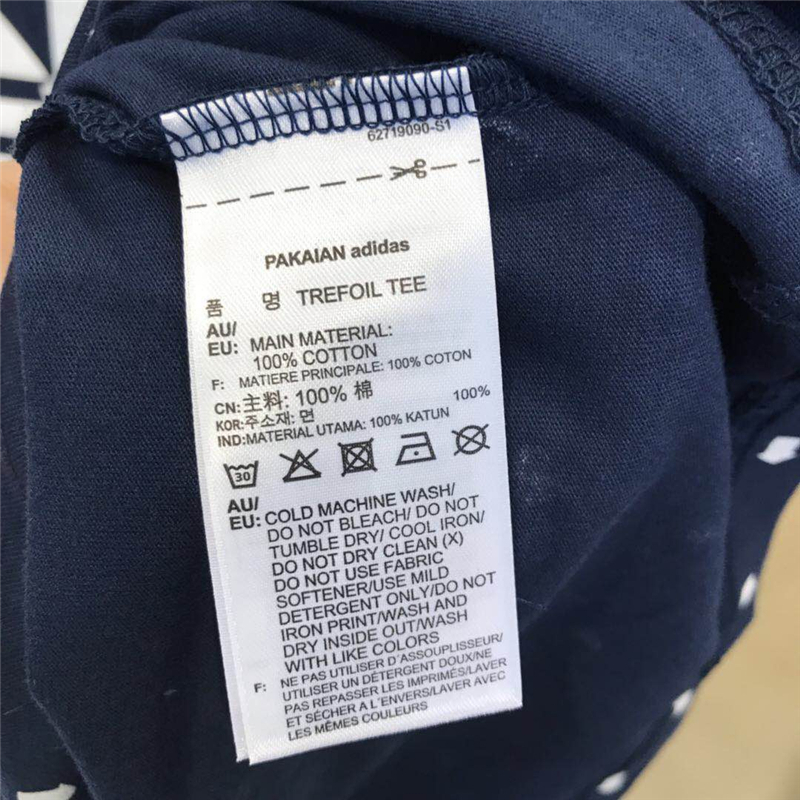 62719090-S1
PAKAIAN adidas
품 명 TREFOIL TEE
AU/
EU: MAIN MATERIAL:
100% COTTON
F: MATIERE PRINCIPALE: 100% COTON
CN:主料: 100% 棉
KOR:주소재: 면 100%
IND:MATERIAL UTAMA: 100% KATUN
30
AU/
EU: COLD MACHINE WASH/
DO NOT BLEACH/ DO NOT
TUMBLE DRY/ COOL IRON/
DO NOT DRY CLEAN (X)
DO NOT USE FABRIC
SOFTENER/USE MILD
DETERGENT ONLY/DO NOT
IRON PRINT/WASH AND
DRY INSIDE OUT/WASH
WITH LIKE COLORS
F: NE PAS UTILISER D'ASSOUPLISSEUR/
UTILISER UN DÉTERGENT DOUX/NE
PAS REPASSER LES IMPRIMÉS/LAVER
ET SÉCHER A L'ENVERS/LAVER AVEC
LES MÊMES COULEURS